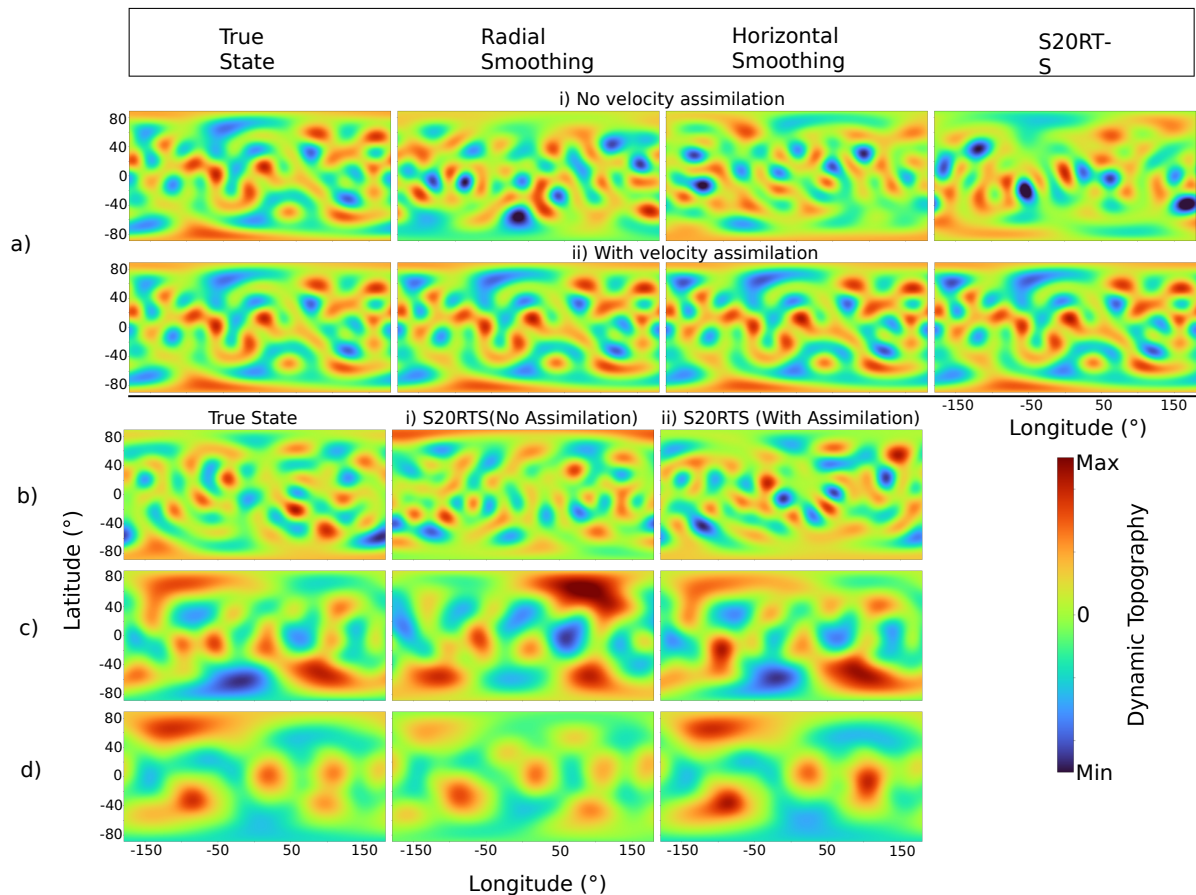 True State
Radial Smoothing
Horizontal Smoothing
S20RT-S
i) No velocity assimilation
80
40
0
-40
-80
a)
ii) With velocity assimilation
80
40
0
-40
-80
-150 -50 50 150
Longitude (°)
True State i) S20RTS(No Assimilation) ii) S20RTS (With Assimilation)
b)
80
40
0
-40
-80
c)
80
40
0
-40
-80
d)
80
40
0
-40
-80
Latitude (°)
-150 -50 50 150 -150 -50 50 150 -150 -50 50 150
Longitude (°)
Max
0
Min
Dynamic Topography